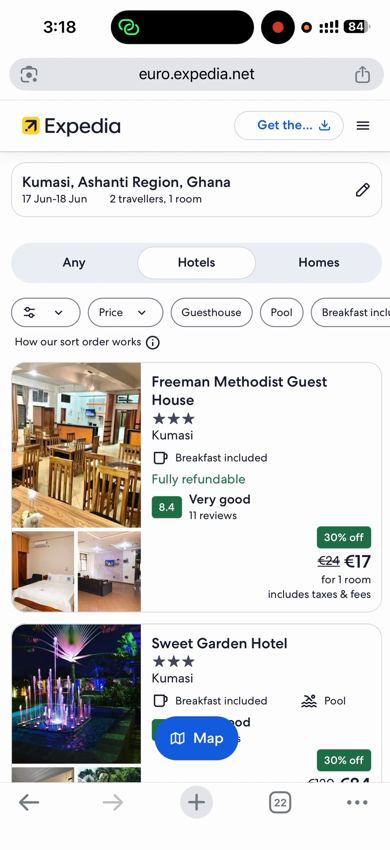 3:18
84
euro.expedia.net
Expedia
Get the...
Kumasi, Ashanti Region, Ghana
17 Jun-18 Jun 2 travellers, 1 room
Any Hotels Homes
Price Guesthouse Pool Breakfast inclu
How our sort order works
Freeman Methodist Guest
House
Kumasi
Breakfast included
Fully refundable
8.4 Very good
11 reviews
30% off
€24 €17
for 1 room
includes taxes & fees
Sweet Garden Hotel
Kumasi
Breakfast included Pool
Map
30% off
22